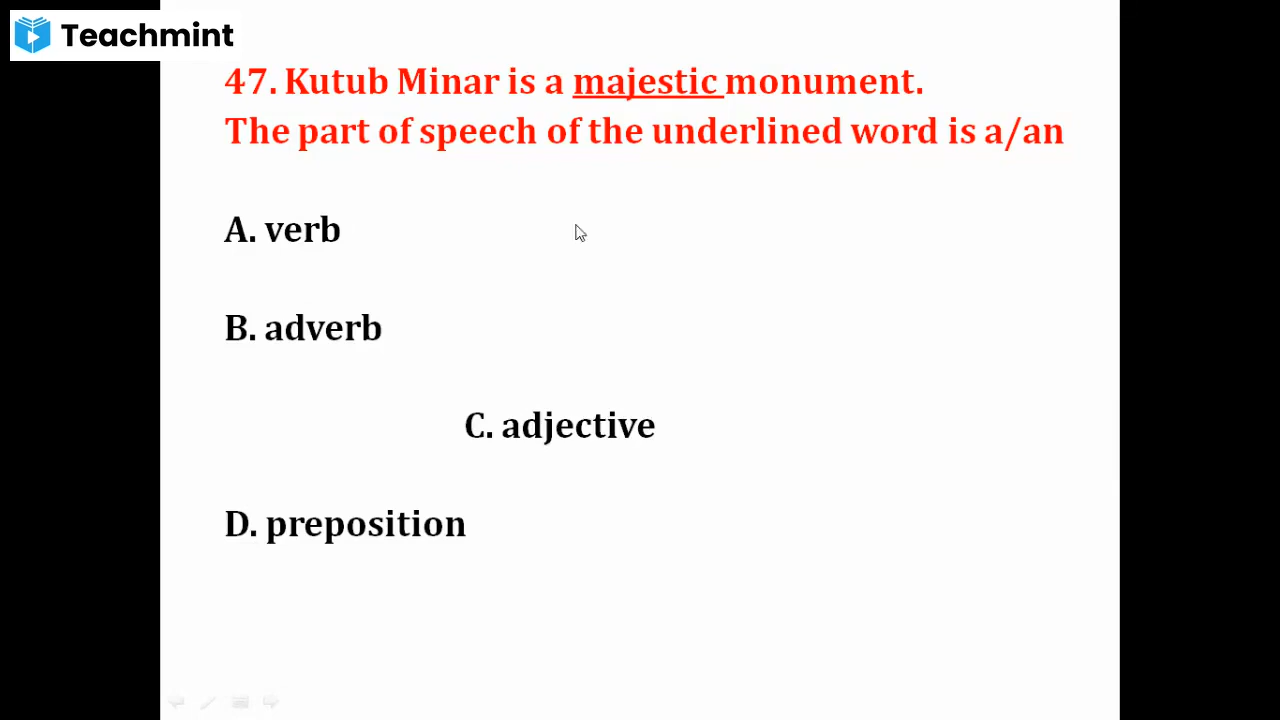 Teachmint
47. Kutub Minar is a majestic monument.
The part of speech of the underlined word is a/an
A. verb
B. adverb
C. adjective
D. preposition